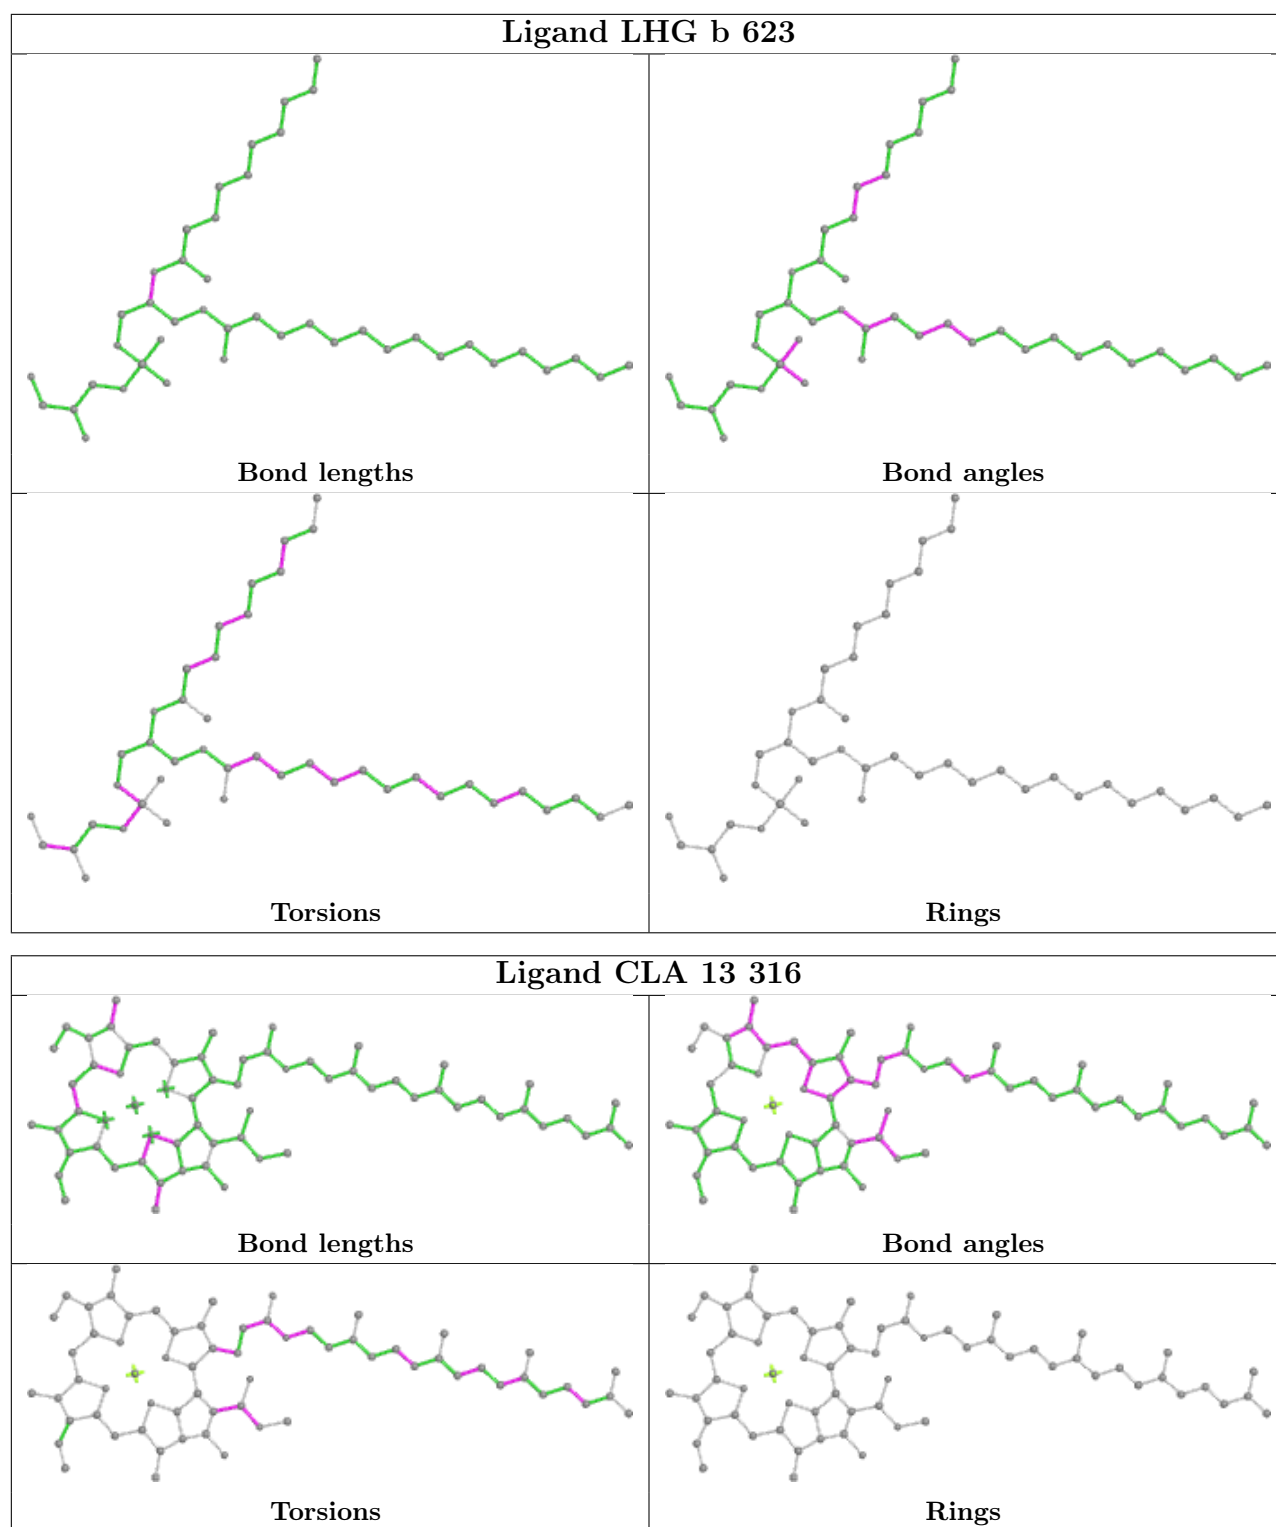 Ligand LHG b 623
Bond lengths
Bond angles
Torsions
Rings
Ligand CLA 13 316
Bond lengths
Bond angles
Torsions
Rings